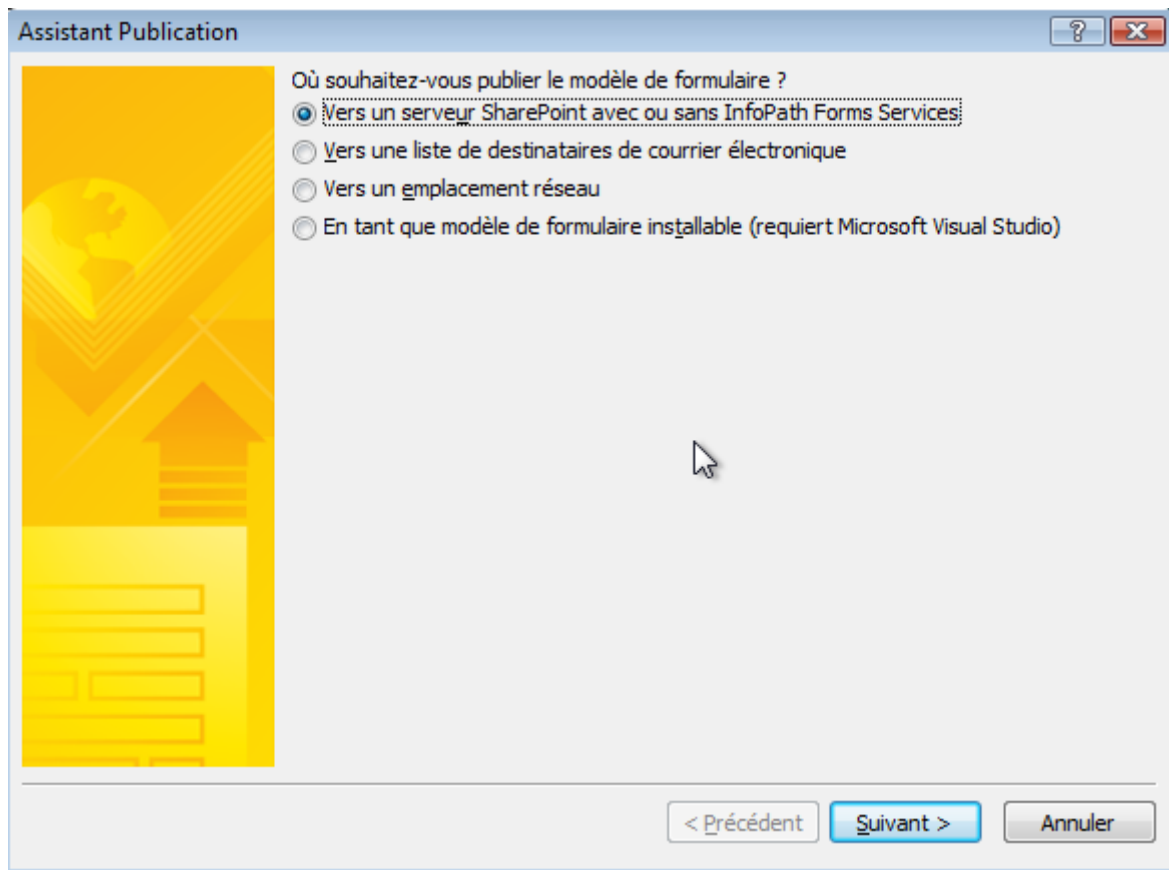 Assistant Publication
?
Où souhaitez-vous publier le modèle de formulaire ?
Vers un serveur SharePoint avec ou sans InfoPath Forms Services
Vers une liste de destinataires de courrier électronique
Vers un emplacement réseau
En tant que modèle de formulaire installable (requiert Microsoft Visual Studio)
< Précédent Suivant > Annuler